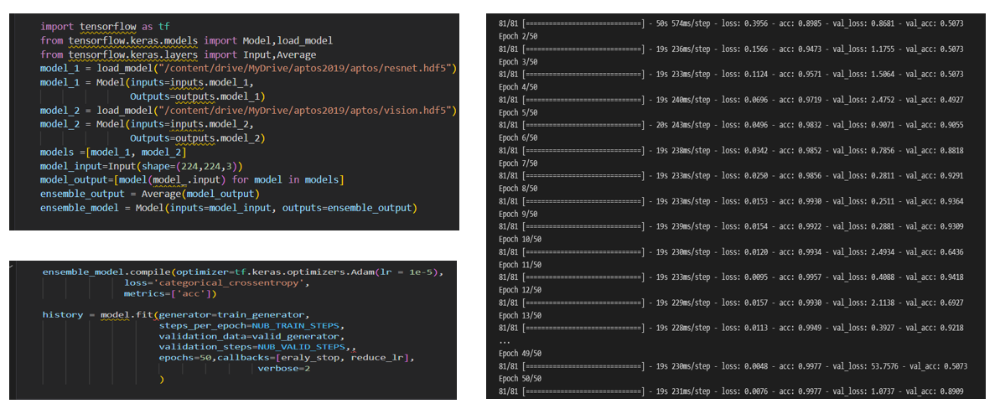 import tensorflow as tf
from tensorflow.keras.models import Model,load_model
from tensorflow.keras.layers import Input,Average
model_1 = load_model("/content/drive/MyDrive/aptos2019/aptos/resnet.hdf5")
model_1 = Model(inputs=inputs.model_1,
Outputs=outputs.model_1)
model_2 = load_model("/content/drive/MyDrive/aptos2019/aptos/vision.hdf5")
model_2 = Model(inputs=inputs.model_2,
Outputs=outputs.model_2)
models =[model_1, model_2]
model_input=Input(shape=(224,224,3))
model_output=[model(model_.input) for model in models]
ensemble_output = Average(model_output)
ensemble_model = Model(inputs=model_input, outputs=ensemble_output)
ensemble_model.compile(optimizer=tf.keras.optimizers.Adam(lr = 1e-5),
loss='categorical_crossentropy',
metrics=['acc'])
history = model.fit(generator=train_generator,
steps_per_epoch=NUB_TRAIN_STEPS,
validation_data=valid_generator,
validation_steps=NUB_VALID_STEPS,,
epochs=50,callbacks=[eraly_stop, reduce_lr],
verbose=2
)
81/81 [==============================] - 50s 574ms/step - loss: 0.3956 - acc: 0.8985 - val_loss: 0.8681 - val_acc: 0.5073
Epoch 2/50
81/81 [==============================] - 19s 236ms/step - loss: 0.1566 - acc: 0.9473 - val_loss: 1.1755 - val_acc: 0.5073
Epoch 3/50
81/81 [==============================] - 19s 233ms/step - loss: 0.1124 - acc: 0.9571 - val_loss: 1.5064 - val_acc: 0.5073
Epoch 4/50
81/81 [==============================] - 19s 240ms/step - loss: 0.0696 - acc: 0.9719 - val_loss: 2.4752 - val_acc: 0.4927
Epoch 5/50
81/81 [==============================] - 20s 243ms/step - loss: 0.0496 - acc: 0.9832 - val_loss: 0.9071 - val_acc: 0.9055
Epoch 6/50
81/81 [==============================] - 19s 238ms/step - loss: 0.0342 - acc: 0.9852 - val_loss: 0.7856 - val_acc: 0.8818
Epoch 7/50
81/81 [==============================] - 19s 233ms/step - loss: 0.0250 - acc: 0.9856 - val_loss: 0.2811 - val_acc: 0.9291
Epoch 8/50
81/81 [==============================] - 19s 233ms/step - loss: 0.0153 - acc: 0.9930 - val_loss: 0.2511 - val_acc: 0.9364
Epoch 9/50
81/81 [==============================] - 19s 239ms/step - loss: 0.0154 - acc: 0.9922 - val_loss: 0.2881 - val_acc: 0.9309
Epoch 10/50
81/81 [==============================] - 19s 230ms/step - loss: 0.0120 - acc: 0.9934 - val_loss: 2.4934 - val_acc: 0.6436
Epoch 11/50
81/81 [==============================] - 19s 233ms/step - loss: 0.0095 - acc: 0.9957 - val_loss: 0.4088 - val_acc: 0.9418
Epoch 12/50
81/81 [==============================] - 19s 229ms/step - loss: 0.0157 - acc: 0.9930 - val_loss: 2.1138 - val_acc: 0.6927
Epoch 13/50
81/81 [==============================] - 19s 228ms/step - loss: 0.0113 - acc: 0.9949 - val_loss: 0.3927 - val_acc: 0.9218
...
Epoch 49/50
81/81 [==============================] - 19s 230ms/step - loss: 0.0048 - acc: 0.9977 - val_loss: 53.7576 - val_acc: 0.5073
Epoch 50/50
81/81 [==============================] - 19s 231ms/step - loss: 0.0076 - acc: 0.9977 - val_loss: 1.0737 - val_acc: 0.8909